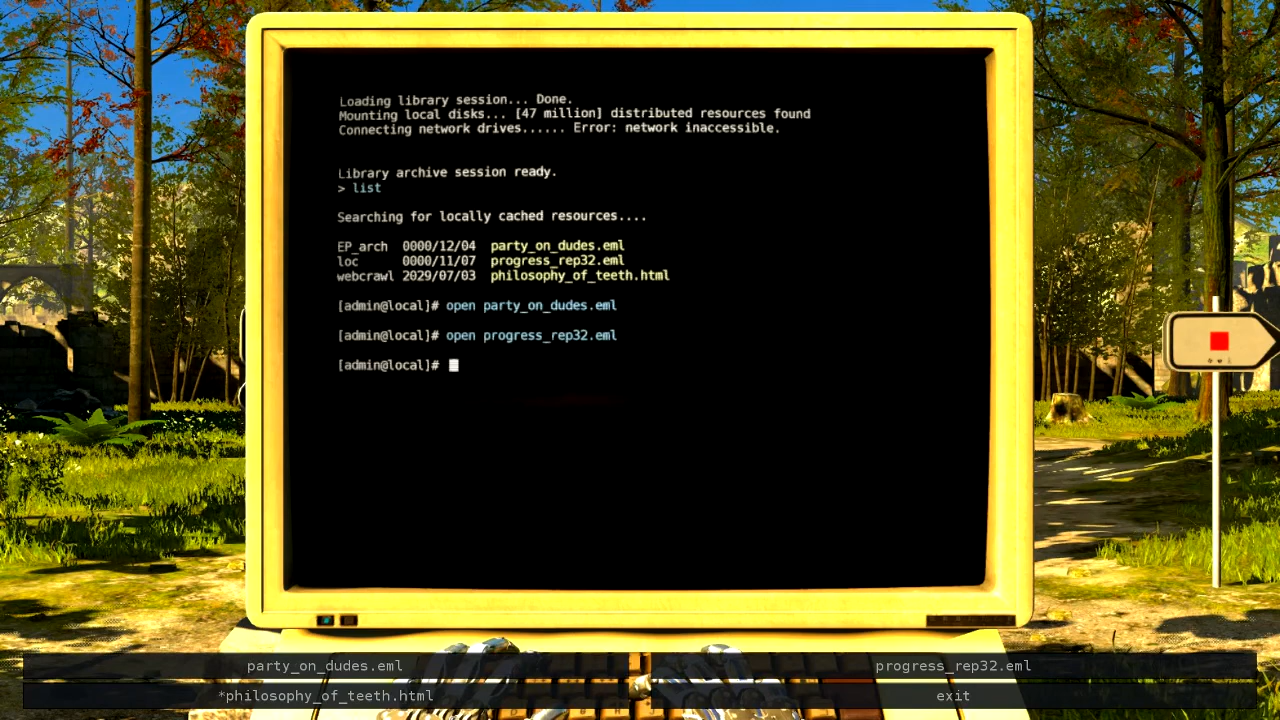 Loading library session... Done.
Mounting local disks... [47 million] distributed resources found
Connecting network drives...... Error: network inaccessible.
Library archive session ready.
> list
Searching for locally cached resources....
EP_arch 0000/12/04 party_on_dudes.eml
loc 0000/11/07 progress_rep32.eml
webcrawl 2029/07/03 philosophy_of_teeth.html
[admin@local]# open party_on_dudes.eml
[admin@local]# open progress_rep32.eml
[admin@local]#
party_on_dudes.eml progress_rep32.eml
*philosophy_of_teeth.html exit